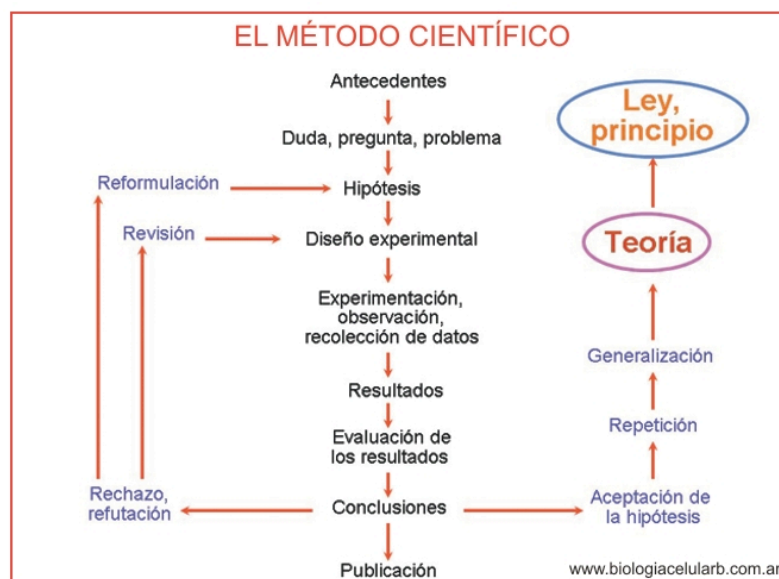 EL MÉTODO CIENTÍFICO
Antecedentes
Duda, pregunta, problema
Hipótesis
Diseño experimental
Experimentación,
observación,
recolección de datos
Resultados
Evaluación de
los resultados
Conclusiones
Publicación
Reformulación
Revisión
Rechazo,
refutación
Ley,
principio
Teoría
Generalización
Repetición
Aceptación de
la hipótesis
www.biologiacelularb.com.ar